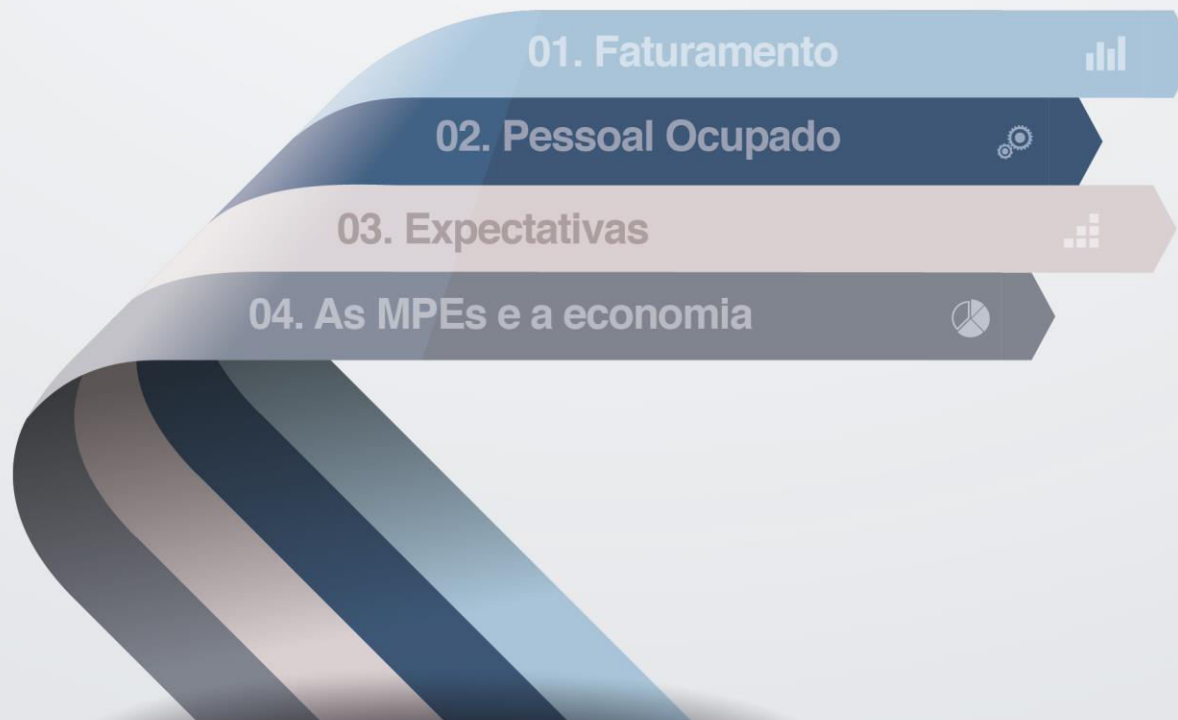 01. Faturamento
02. Pessoal Ocupado
03. Expectativas
04. As MPEs e a economia